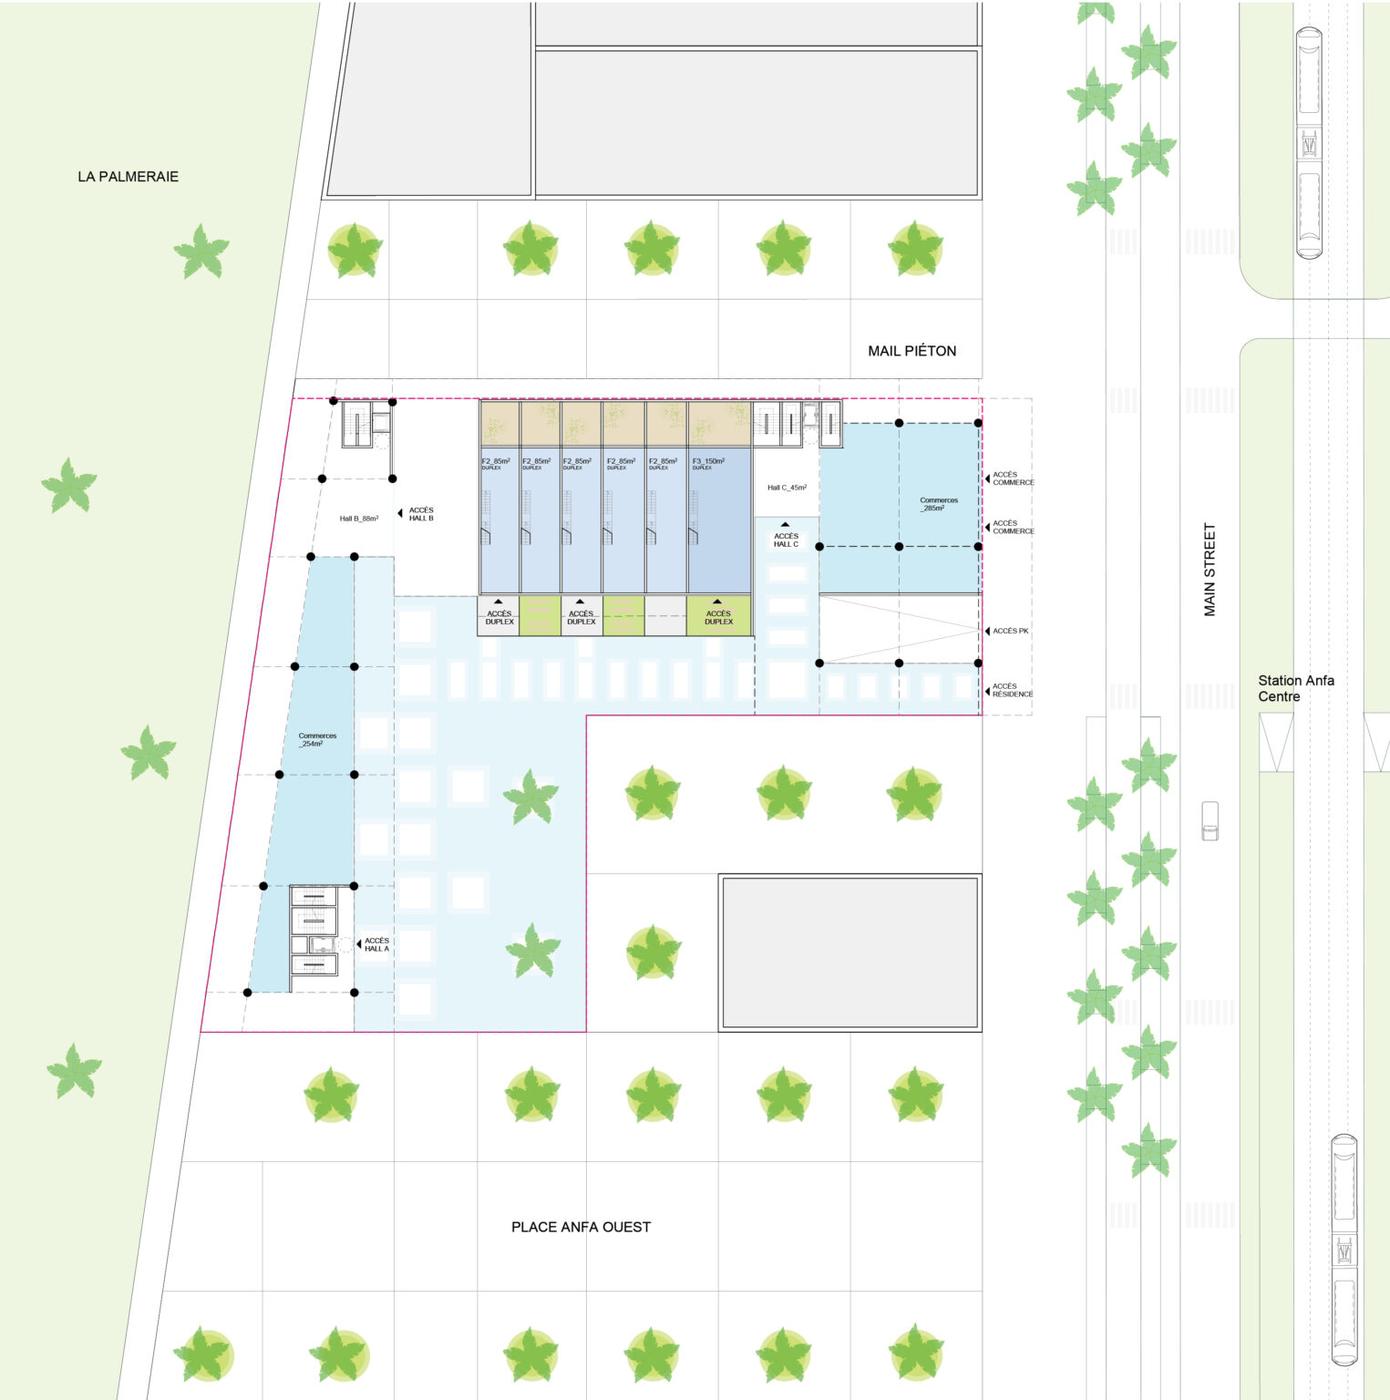 LA PALMERAIE
MAIL PIÉTON
F2_85m²
DUPLEX
F2_85m²
DUPLEX
F2_85m²
DUPLEX
F2_85m²
DUPLEX
F2_85m²
DUPLEX
F3_150m²
DUPLEX
Hall C_45m²
Commerces
_285m²
ACCÈS
COMMERCE
ACCÈS
COMMERCE
Hall B_88m²
ACCÈS
HALL B
ACCÈS
HALL C
MAIN STREET
ACCÈS
DUPLEX
ACCÈS
DUPLEX
ACCÈS
DUPLEX
ACCÈS PK
ACCÈS
RÉSIDENCE
Station Anfa
Centre
Commerces
_254m²
ACCÈS
HALL A
PLACE ANFA OUEST